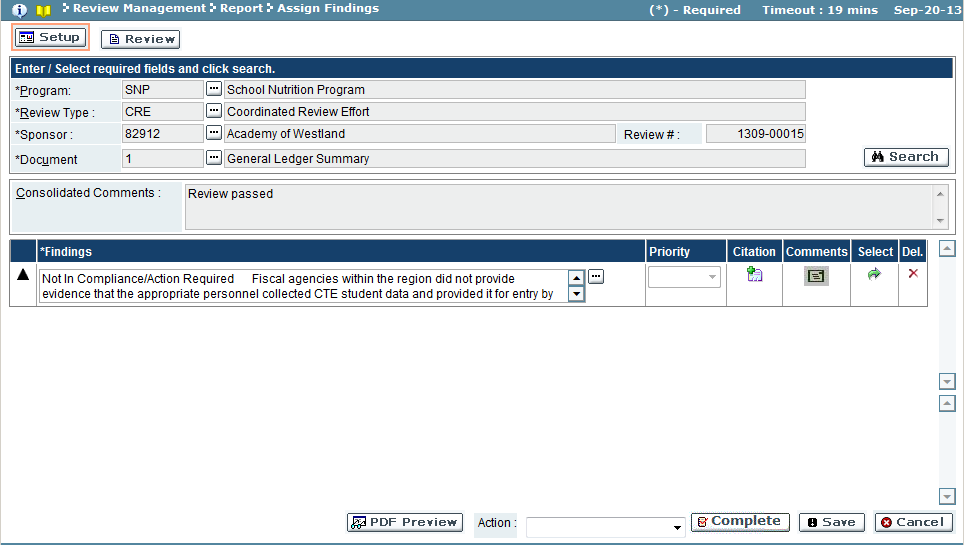 Review Management Report Assign Findings (*) - Required Timeout : 19 mins Sep-20-13
Setup Review
Enter / Select required fields and click search.
*Program: SNP ... School Nutrition Program
*Review Type : CRE ... Coordinated Review Effort
*Sponsor : 82912 ... Academy of Westland Review # : 1309-00015
*Document 1 ... General Ledger Summary Search
Consolidated Comments : Review passed
*Findings Priority Citation Comments Select Del.
Not In Compliance/Action Required Fiscal agencies within the region did not provide ...
evidence that the appropriate personnel collected CTE student data and provided it for entry by
PDF Preview Action : Complete Save Cancel